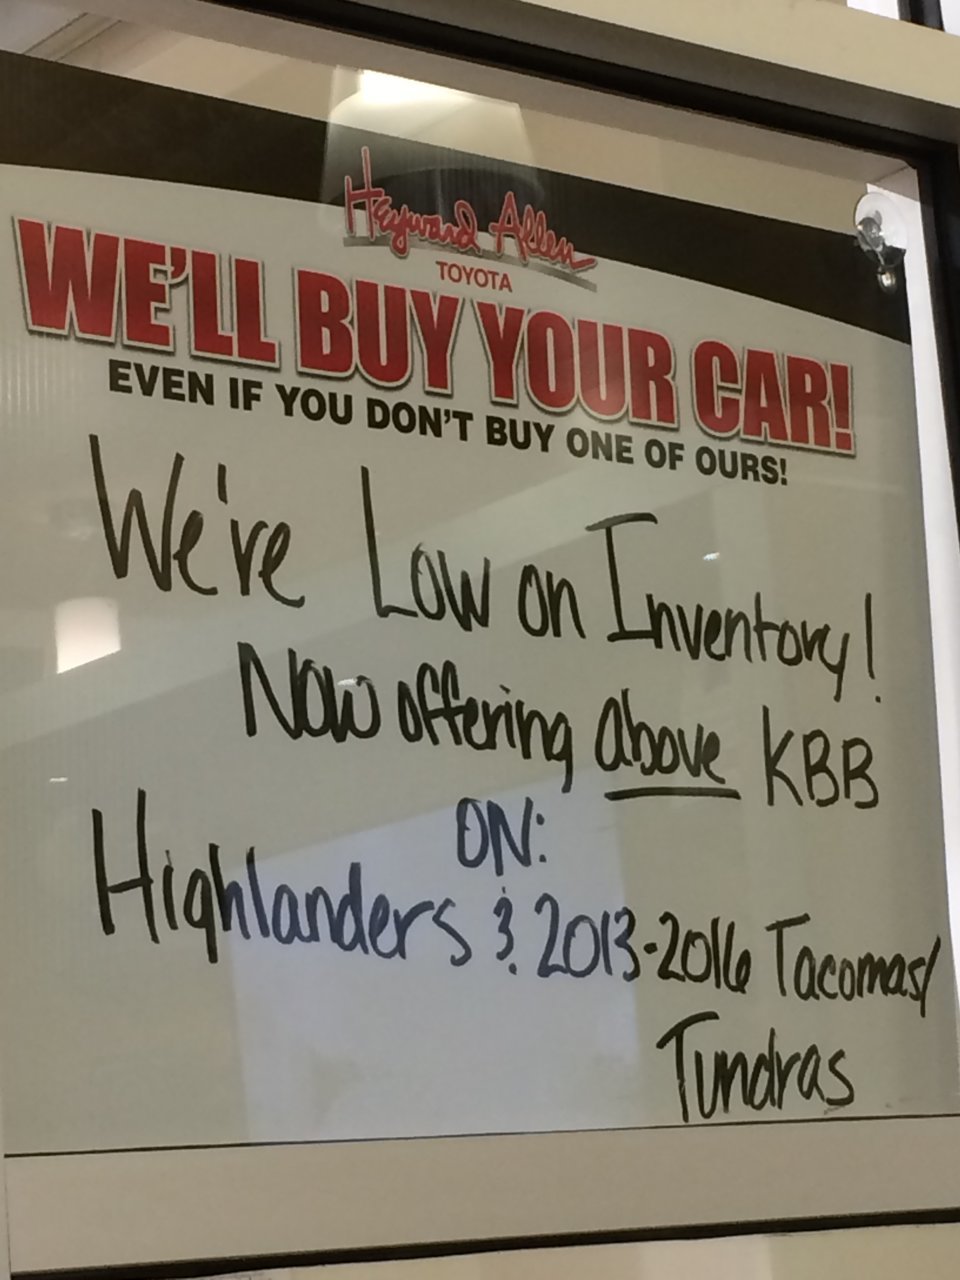 Heyward Allen
TOYOTA
WE'LL BUY YOUR CAR!
EVEN IF YOU DON'T BUY ONE OF OURS!
We're Low on Inventory!
Now offering above KBB
ON:
Highlanders & 2013-2016 Tacomas/
Tundras